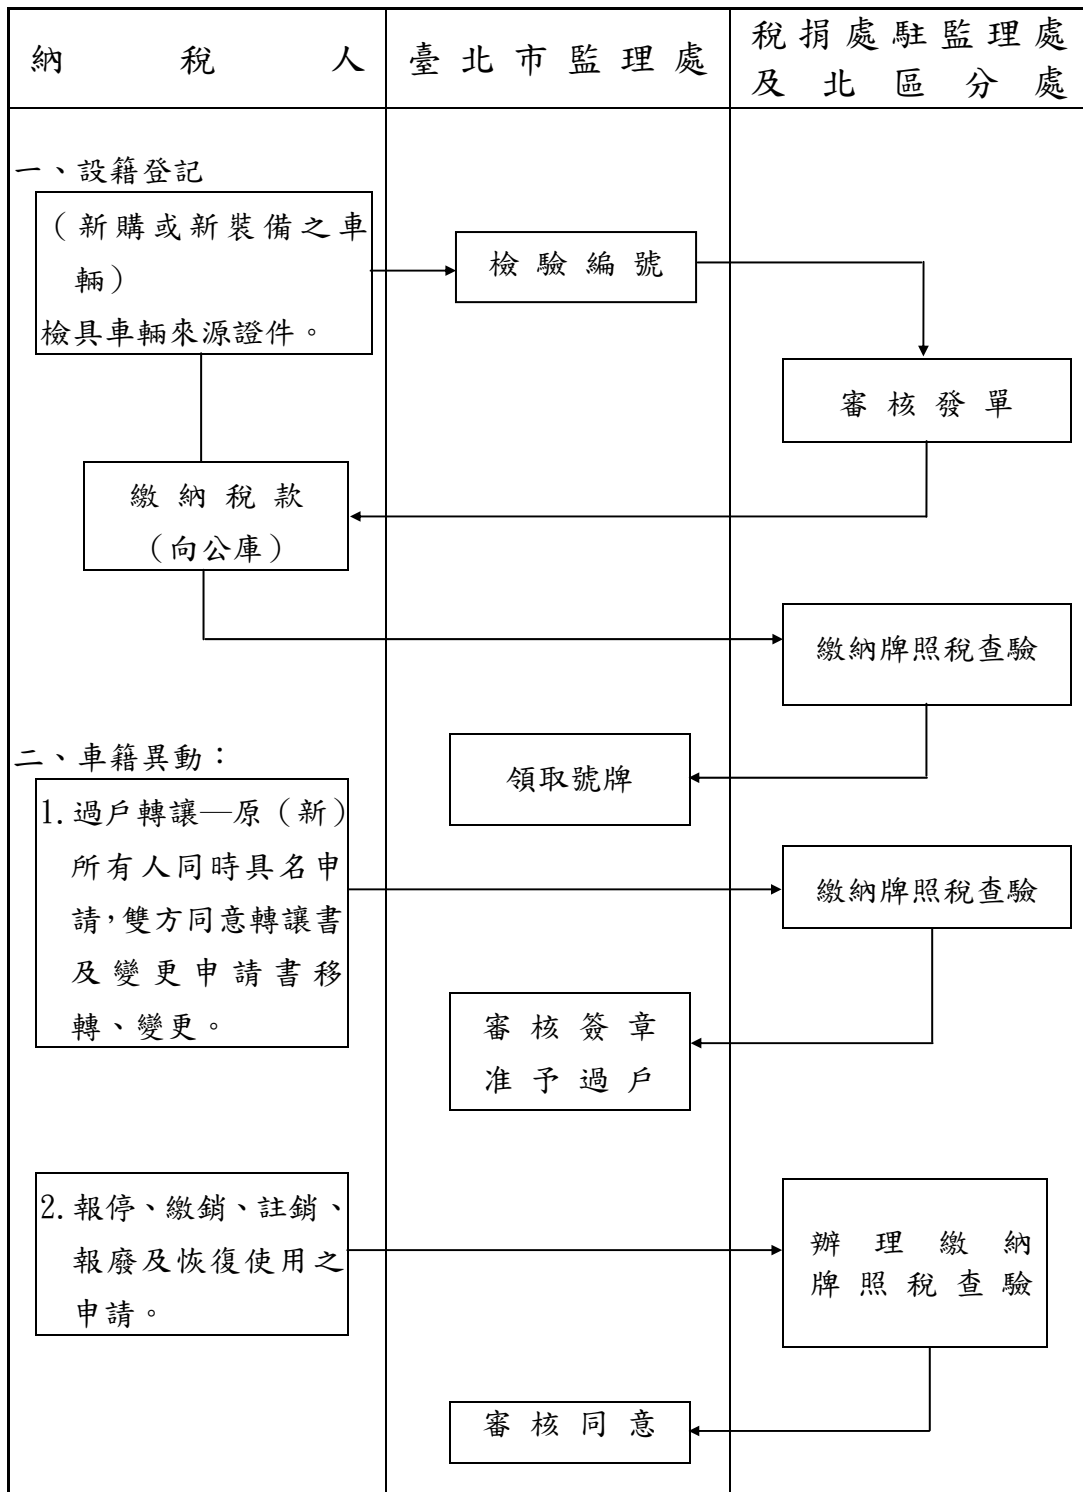 納稅人
臺北市監理處
稅捐處駐監理處
及北區分處
一、設籍登記
（新購或新裝備之車
輛）
檢具車輛來源證件。
檢驗編號
審核發單
繳納稅款
（向公庫）
繳納牌照稅查驗
領取號牌
二、車籍異動：
1.過戶轉讓—原（新）
所有人同時具名申
請，雙方同意轉讓書
及變更申請書移
轉、變更。
繳納牌照稅查驗
審核簽章
准予過戶
2.報停、繳銷、註銷、
報廢及恢復使用之
申請。
辦理繳納
牌照稅查驗
審核同意